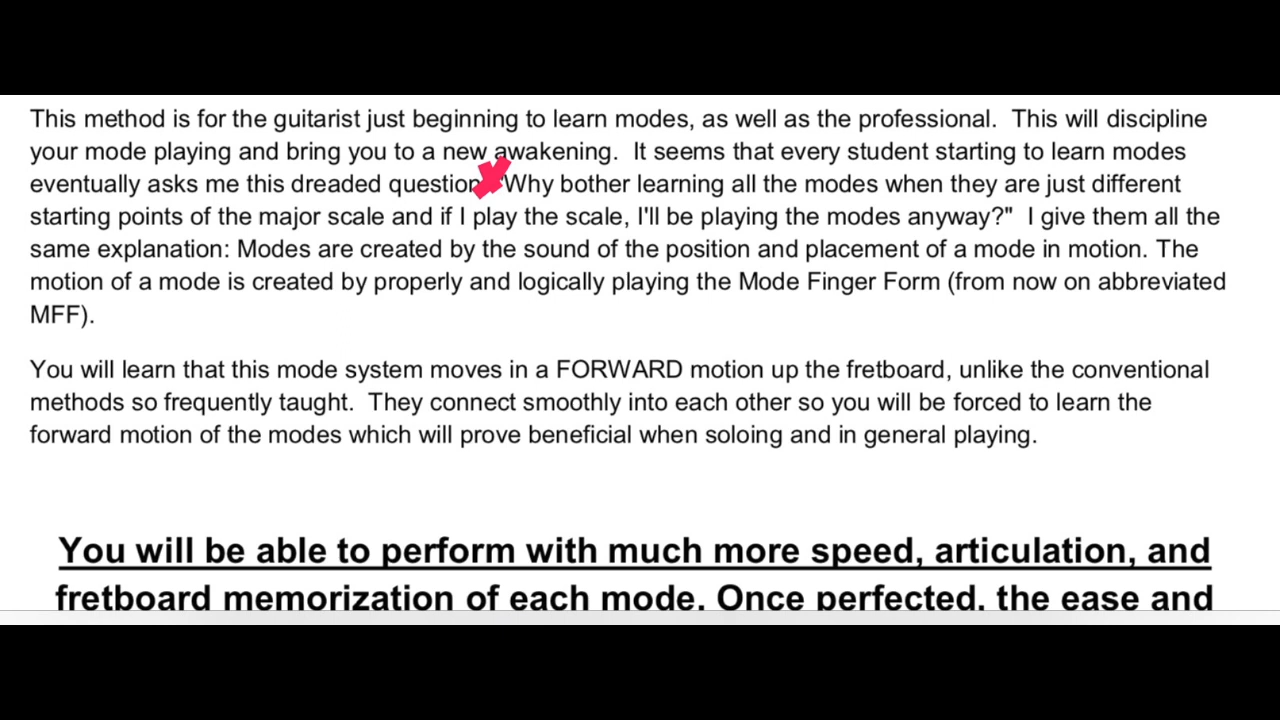 This method is for the guitarist just beginning to learn modes, as well as the professional.  This will discipline
your mode playing and bring you to a new awakening.  It seems that every student starting to learn modes
eventually asks me this dreaded question "Why bother learning all the modes when they are just different
starting points of the major scale and if I play the scale, I'll be playing the modes anyway?"  I give them all the
same explanation: Modes are created by the sound of the position and placement of a mode in motion. The
motion of a mode is created by properly and logically playing the Mode Finger Form (from now on abbreviated
MFF).
You will learn that this mode system moves in a FORWARD motion up the fretboard, unlike the conventional
methods so frequently taught.  They connect smoothly into each other so you will be forced to learn the
forward motion of the modes which will prove beneficial when soloing and in general playing.
You will be able to perform with much more speed, articulation, and
fretboard memorization of each mode. Once perfected, the ease and